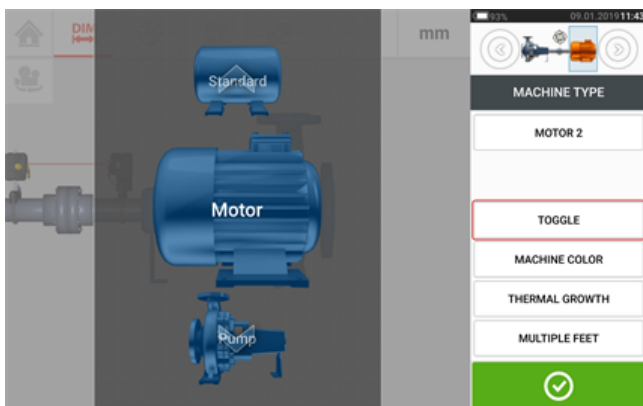 93%
09.01.2019 11:43
DIM
mm
Standard
Motor
Pump
MACHINE TYPE
MOTOR 2
TOGGLE
MACHINE COLOR
THERMAL GROWTH
MULTIPLE FEET